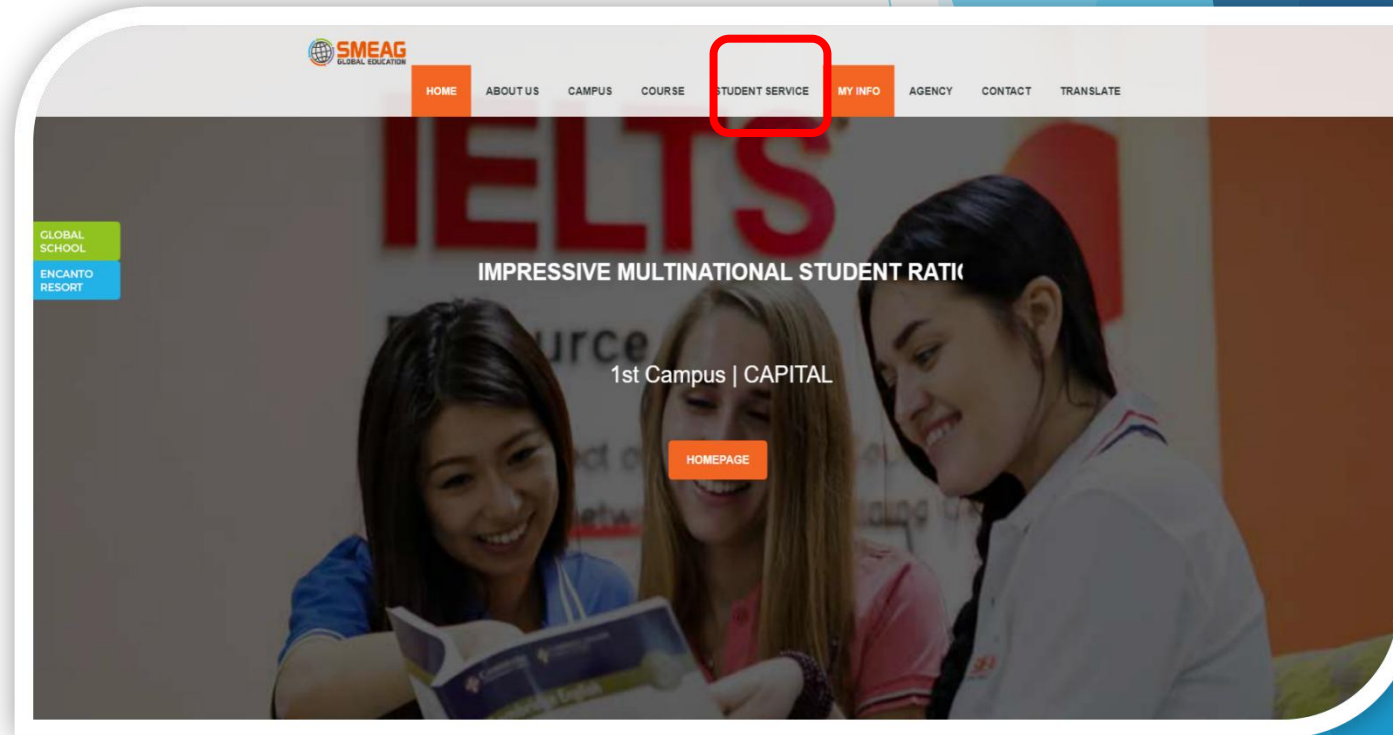 SMEAG
GLOBAL EDUCATION
HOME ABOUT US CAMPUS COURSE STUDENT SERVICE MY INFO AGENCY CONTACT TRANSLATE
IELTS
GLOBAL
SCHOOL
ENCANTO
RESORT
IMPRESSIVE MULTINATIONAL STUDENT RATI
urce
1st Campus | CAPITAL
HOMEPAGE